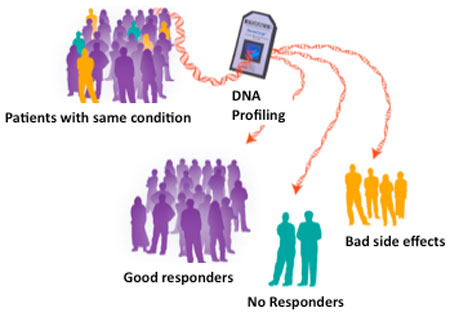 Patients with same condition
DNA
Profiling
Good responders
No Responders
Bad side effects